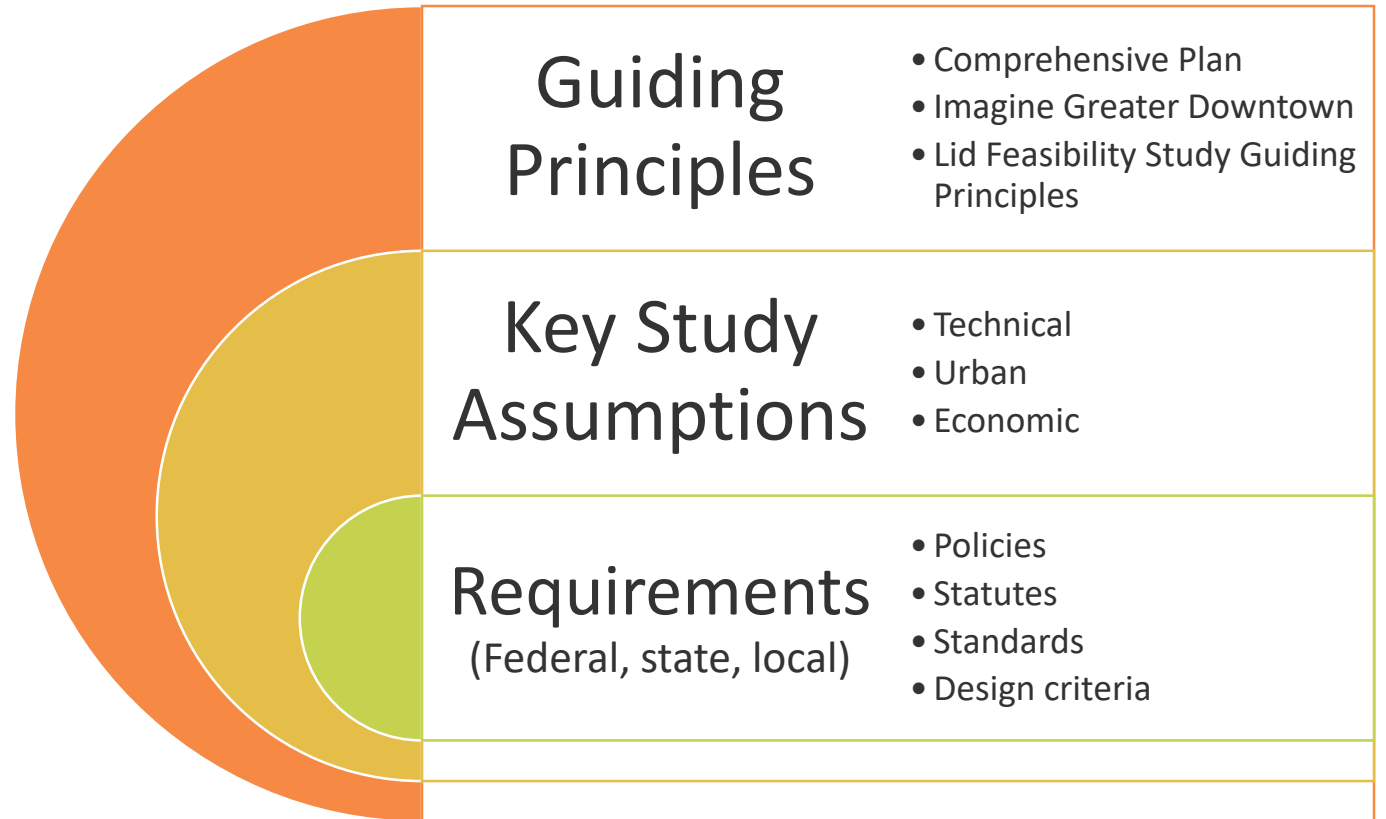 Guiding
Principles
• Comprehensive Plan
• Imagine Greater Downtown
• Lid Feasibility Study Guiding
Principles
Key Study
Assumptions
• Technical
• Urban
• Economic
Requirements
(Federal, state, local)
• Policies
• Statutes
• Standards
• Design criteria